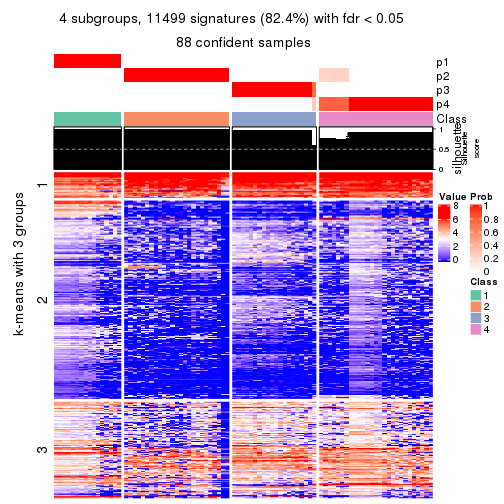 4 subgroups, 11499 signatures (82.4%) with fdr < 0.05
88 confident samples
p1
p2
p3
p4
Class
silhouette
Silhouette
score
1
0.5
0
k-means with 3 groups
1
2
3
Value
8
6
4
2
0
Prob
1
0.8
0.6
0.4
0.2
0
Class
1
2
3
4